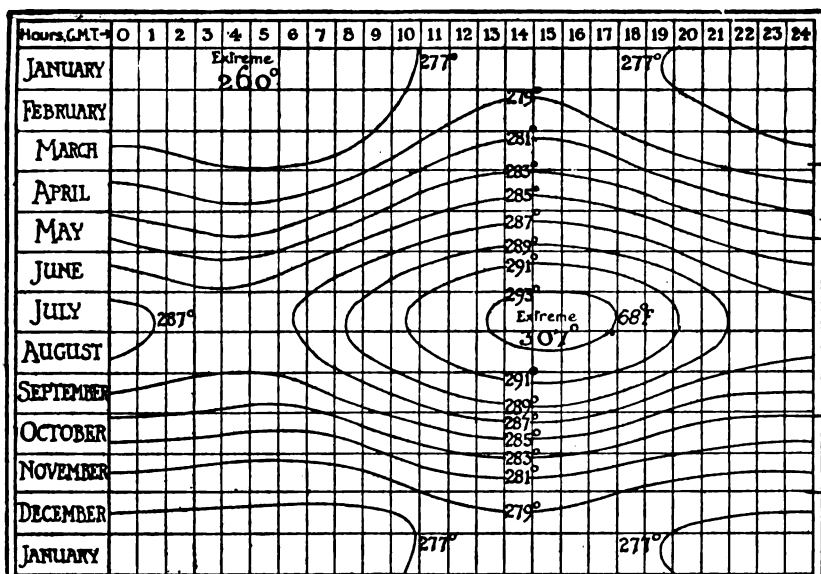 Hours, G.M.T→ 0 1 2 3 4 5 6 7 8 9 10 11 12 13 14 15 16 17 18 19 20 21 22 23 24
JANUARY Extreme 277° 277°
260°
FEBRUARY 279°
MARCH 281°
APRIL 283°
285°
MAY 287°
289°
JUNE 291°
293°
JULY 287° Extreme 68°F
307°
AUGUST
291°
SEPTEMBER 289°
287°
OCTOBER 285°
283°
NOVEMBER 281°
DECEMBER 279°
JANUARY 277° 277°